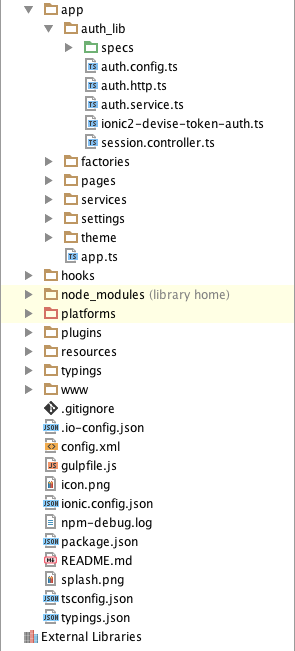 app
auth_lib
specs
auth.config.ts
auth.http.ts
auth.service.ts
ionic2-devise-token-auth.ts
session.controller.ts
factories
pages
services
settings
theme
app.ts
hooks
node_modules (library home)
platforms
plugins
resources
typings
www
.gitignore
.io-config.json
config.xml
gulpfile.js
icon.png
ionic.config.json
npm-debug.log
package.json
README.md
splash.png
tsconfig.json
typings.json
External Libraries